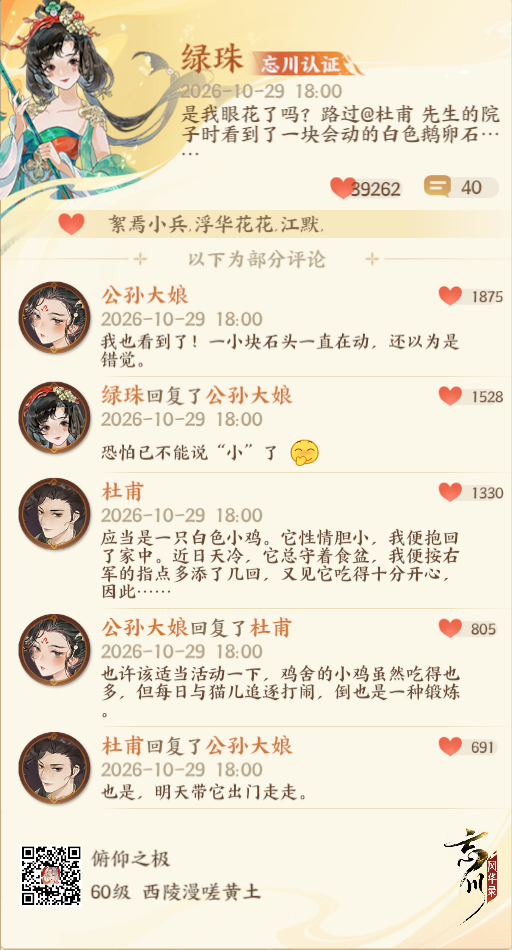 绿珠 忘川认证
2026-10-29 18:00
是我眼花了吗？路过@杜甫 先生的院
子时看到了一块会动的白色鹅卵石…
…
39262 40
絮焉小兵,浮华花花,江默,
以下为部分评论
公孙大娘 1875
2026-10-29 18:00
我也看到了！一小块石头一直在动，还以为是
错觉。
绿珠回复了公孙大娘 1528
2026-10-29 18:00
恐怕已不能说“小”了
杜甫 1330
2026-10-29 18:00
应当是一只白色小鸡。它性情胆小，我便抱回
了家中。近日天冷，它总守着食盆，我便按右
军的指点多添了几回，又见它吃得十分开心，
因此……
公孙大娘回复了杜甫 805
2026-10-29 18:00
也许该适当活动一下，鸡舍的小鸡虽然吃得也
多，但每日与猫儿追逐打闹，倒也是一种锻炼
。
杜甫回复了公孙大娘 691
2026-10-29 18:00
也是，明天带它出门走走。
俯仰之极
60级 西陵漫嗟黄土
忘川
风华录